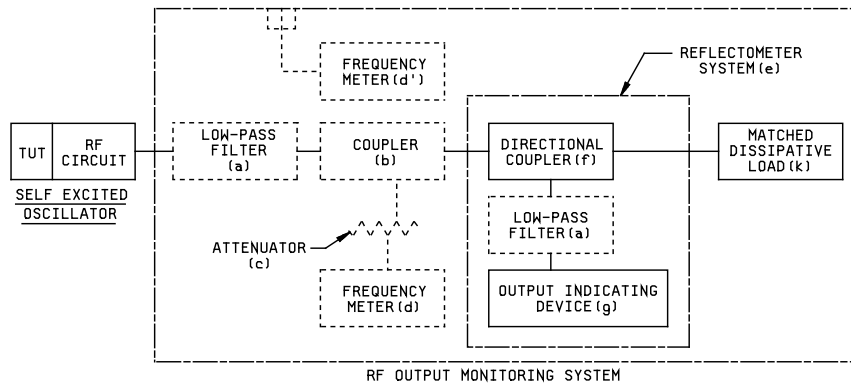 FREQUENCY
METER(d')
REFLECTOMETER
SYSTEM(e)
TUT
RF
CIRCUIT
LOW-PASS
FILTER
(a)
COUPLER
(b)
DIRECTIONAL
COUPLER(f)
MATCHED
DISSIPATIVE
LOAD(k)
SELF EXCITED
OSCILLATOR
ATTENUATOR
(c)
LOW-PASS
FILTER(a)
FREQUENCY
METER(d)
OUTPUT INDICATING
DEVICE(g)
RF OUTPUT MONITORING SYSTEM